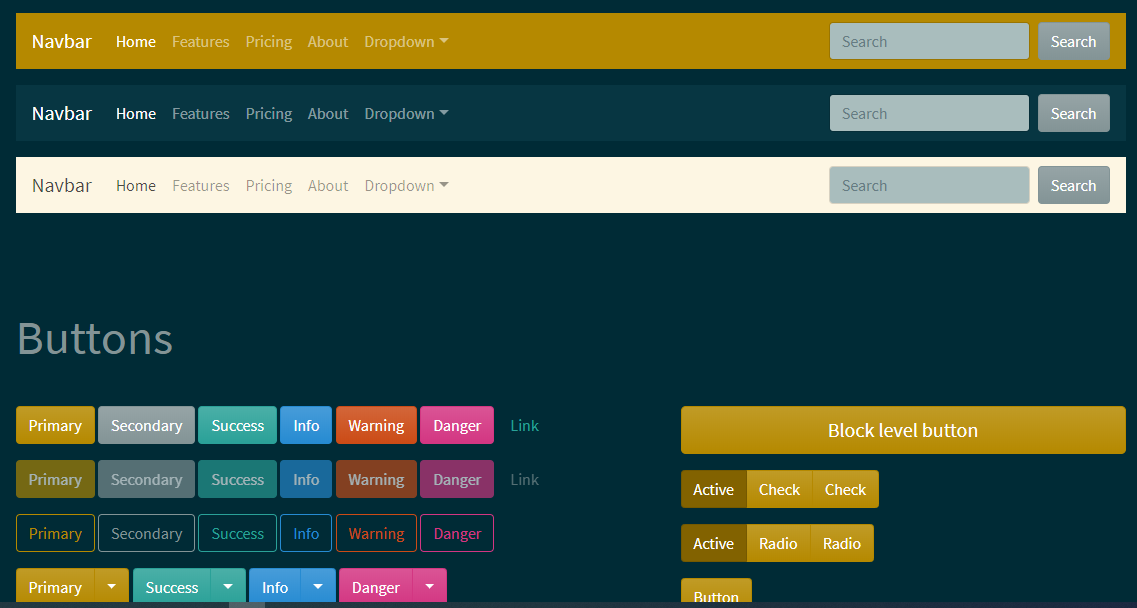 Navbar Home Features Pricing About Dropdown Search Search
Navbar Home Features Pricing About Dropdown Search Search
Navbar Home Features Pricing About Dropdown Search Search
Buttons
Primary Secondary Success Info Warning Danger Link
Block level button
Primary Secondary Success Info Warning Danger Link
Active Check Check
Primary Secondary Success Info Warning Danger
Active Radio Radio
Primary Success Info Danger
Button